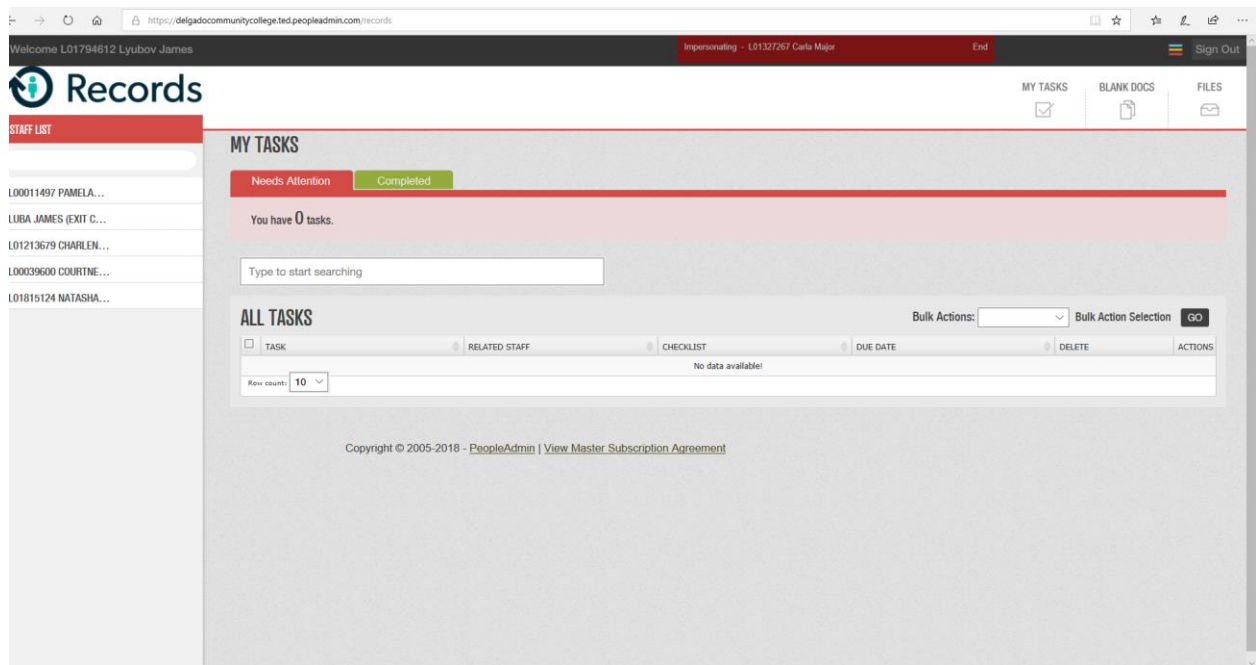 https://delgadocommunitycollege.ted.peopleadmin.com/records
Welcome L01794612 Lyubov James
Impersonating - L01327267 Carla Major
End
Sign Out
Records
MY TASKS
BLANK DOCS
FILES
STAFF LIST
L00011497 PAMELA...
LUBA JAMES (EXIT C...
L01213679 CHARLEN...
L00039600 COURTNE...
L01815124 NATASHA...
MY TASKS
Needs Attention
Completed
You have 0 tasks.
Type to start searching
ALL TASKS
Bulk Actions:
Bulk Action Selection
GO
TASK
RELATED STAFF
CHECKLIST
DUE DATE
DELETE
ACTIONS
No data available!
Row count: 10
Copyright © 2005-2018 - PeopleAdmin | View Master Subscription Agreement